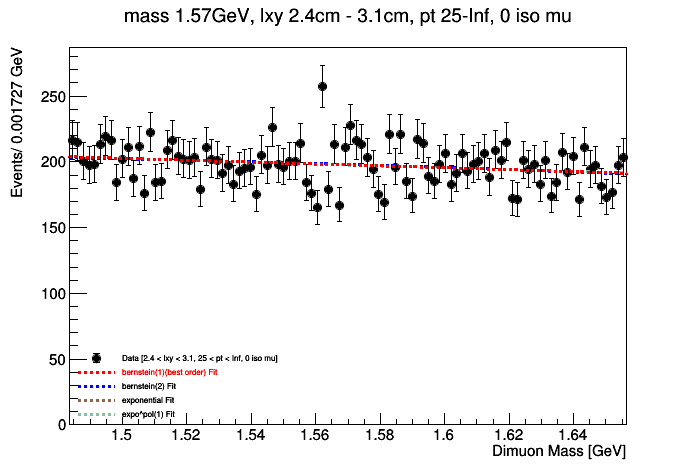 mass 1.57GeV, lxy 2.4cm - 3.1cm, pt 25-Inf, 0 iso mu
Events/ 0.001727 GeV
250
200
150
100
50
0
Data [2.4 < lxy < 3.1, 25 < pt < Inf, 0 iso mu]
bernstein(1)(best order) Fit
bernstein(2) Fit
exponential Fit
expo*pol(1) Fit
1.5 1.52 1.54 1.56 1.58 1.6 1.62 1.64
Dimuon Mass [GeV]